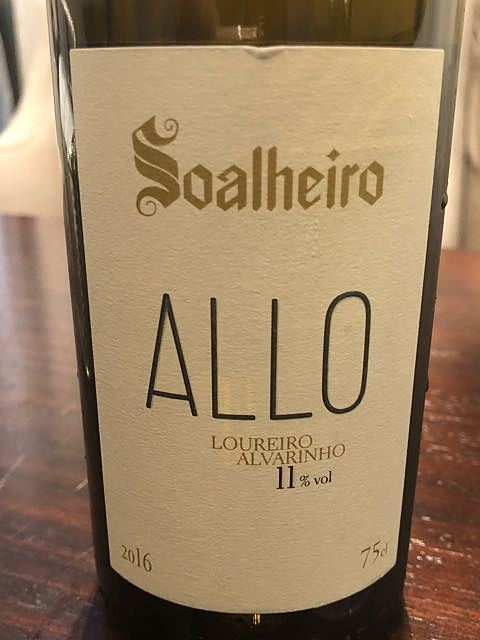 Soalheiro
ALLO
LOUREIRO
ALVARINHO
11% vol
2016 75cl